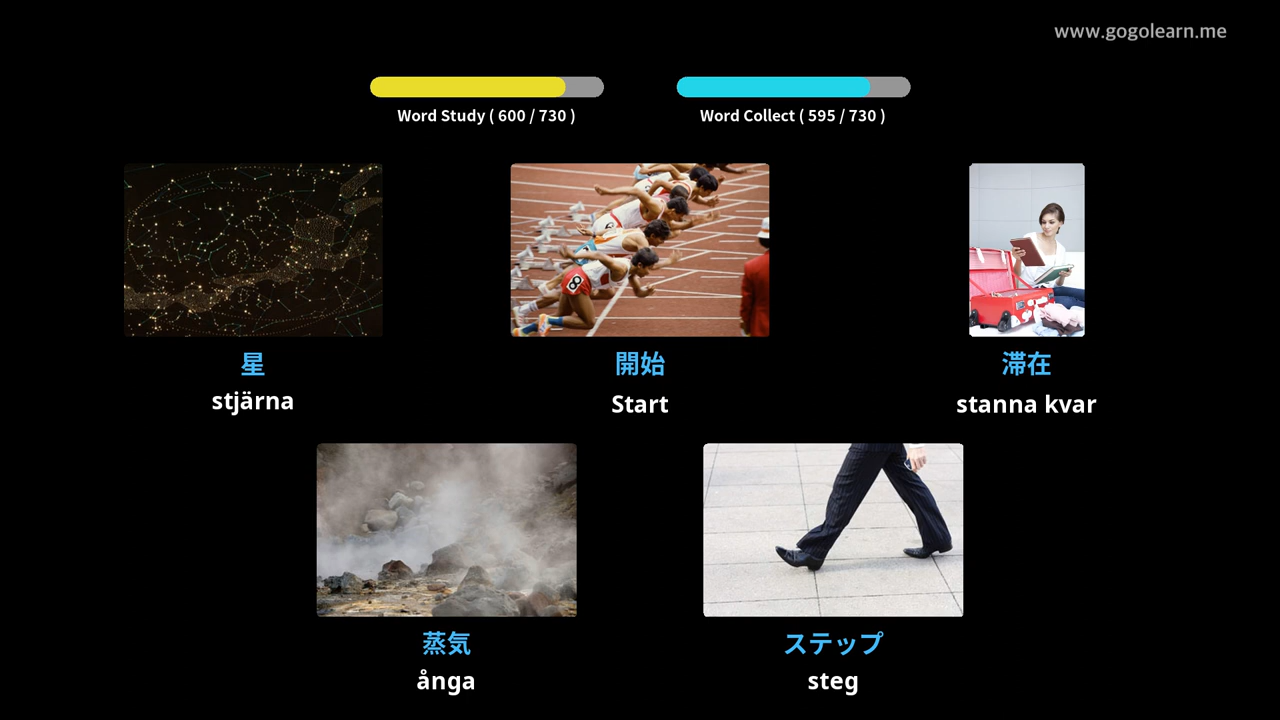 www.gogolearn.me
Word Study ( 600 / 730 )
Word Collect ( 595 / 730 )
星
stjärna
開始
Start
滞在
stanna kvar
蒸気
ånga
ステップ
steg